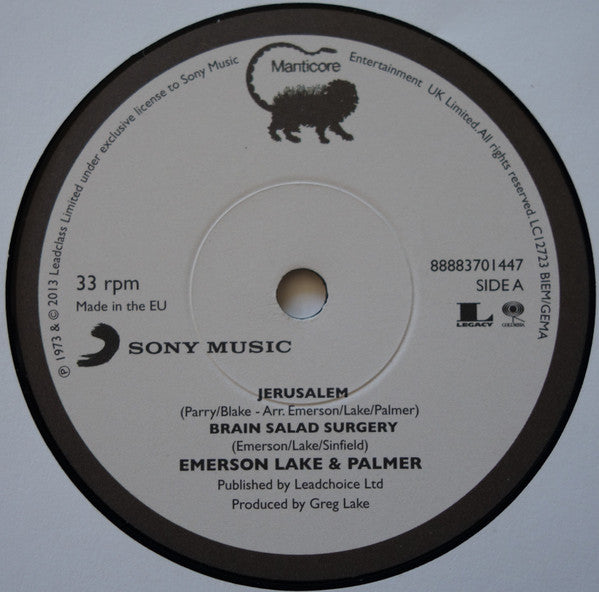 Manticore
℗ 1973 & © 2013 Leadclass Limited under exclusive license to Sony Music Entertainment UK Limited. All rights reserved. LC12723 BIEM/GEMA
33 rpm
Made in the EU
88883701447
SIDE A
L
LEGACY
COLUMBIA
SONY MUSIC
JERUSALEM
(Parry/Blake - Arr. Emerson/Lake/Palmer)
BRAIN SALAD SURGERY
(Emerson/Lake/Sinfield)
EMERSON LAKE & PALMER
Published by Leadchoice Ltd
Produced by Greg Lake